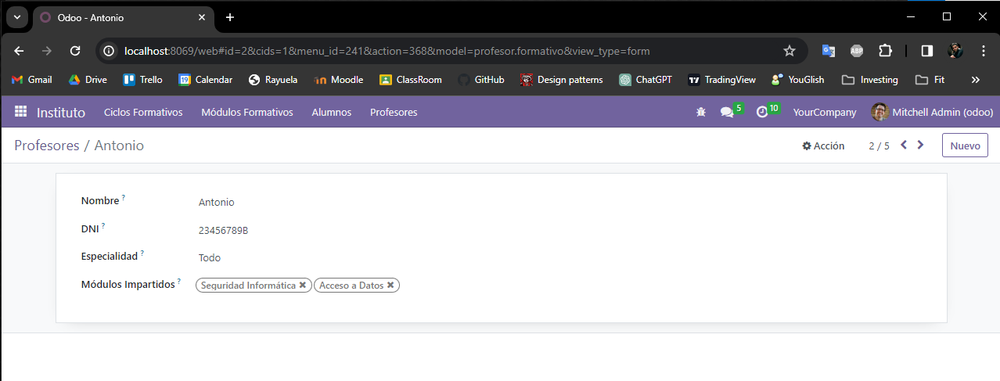 Odoo - Antonio
localhost:8069/web#id=2&cids=1&menu_id=241&action=368&model=profesor.formativo&view_type=form
ABP
Gmail Drive Trello 19 Calendar Rayuela Moodle ClassRoom GitHub Design patterns ChatGPT TradingView YouGlish Investing Fit »
Instituto Ciclos Formativos Módulos Formativos Alumnos Profesores 5 10 YourCompany Mitchell Admin (odoo)
Profesores / Antonio Acción 2 / 5 Nuevo
Nombre ? Antonio
DNI ? 23456789B
Especialidad ? Todo
Módulos Impartidos ? Seguridad Informática ✖ Acceso a Datos ✖